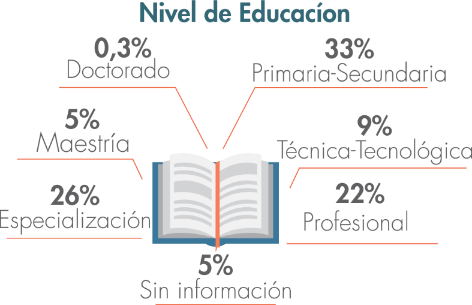 Nivel de Educacíon
0,3%
Doctorado
33%
Primaria-Secundaria
5%
Maestría
9%
Técnica-Tecnológica
26%
Especialización
22%
Profesional
5%
Sin información